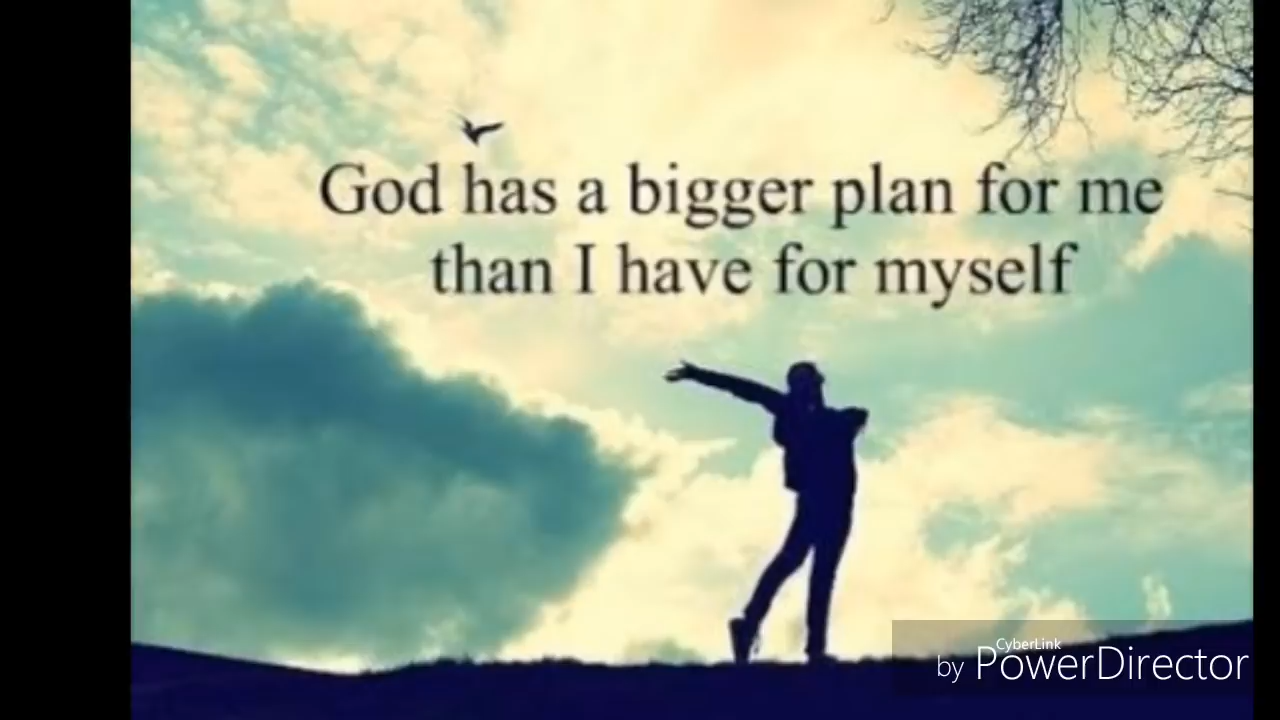 God has a bigger plan for me
than I have for myself
CyberLink
by PowerDirector